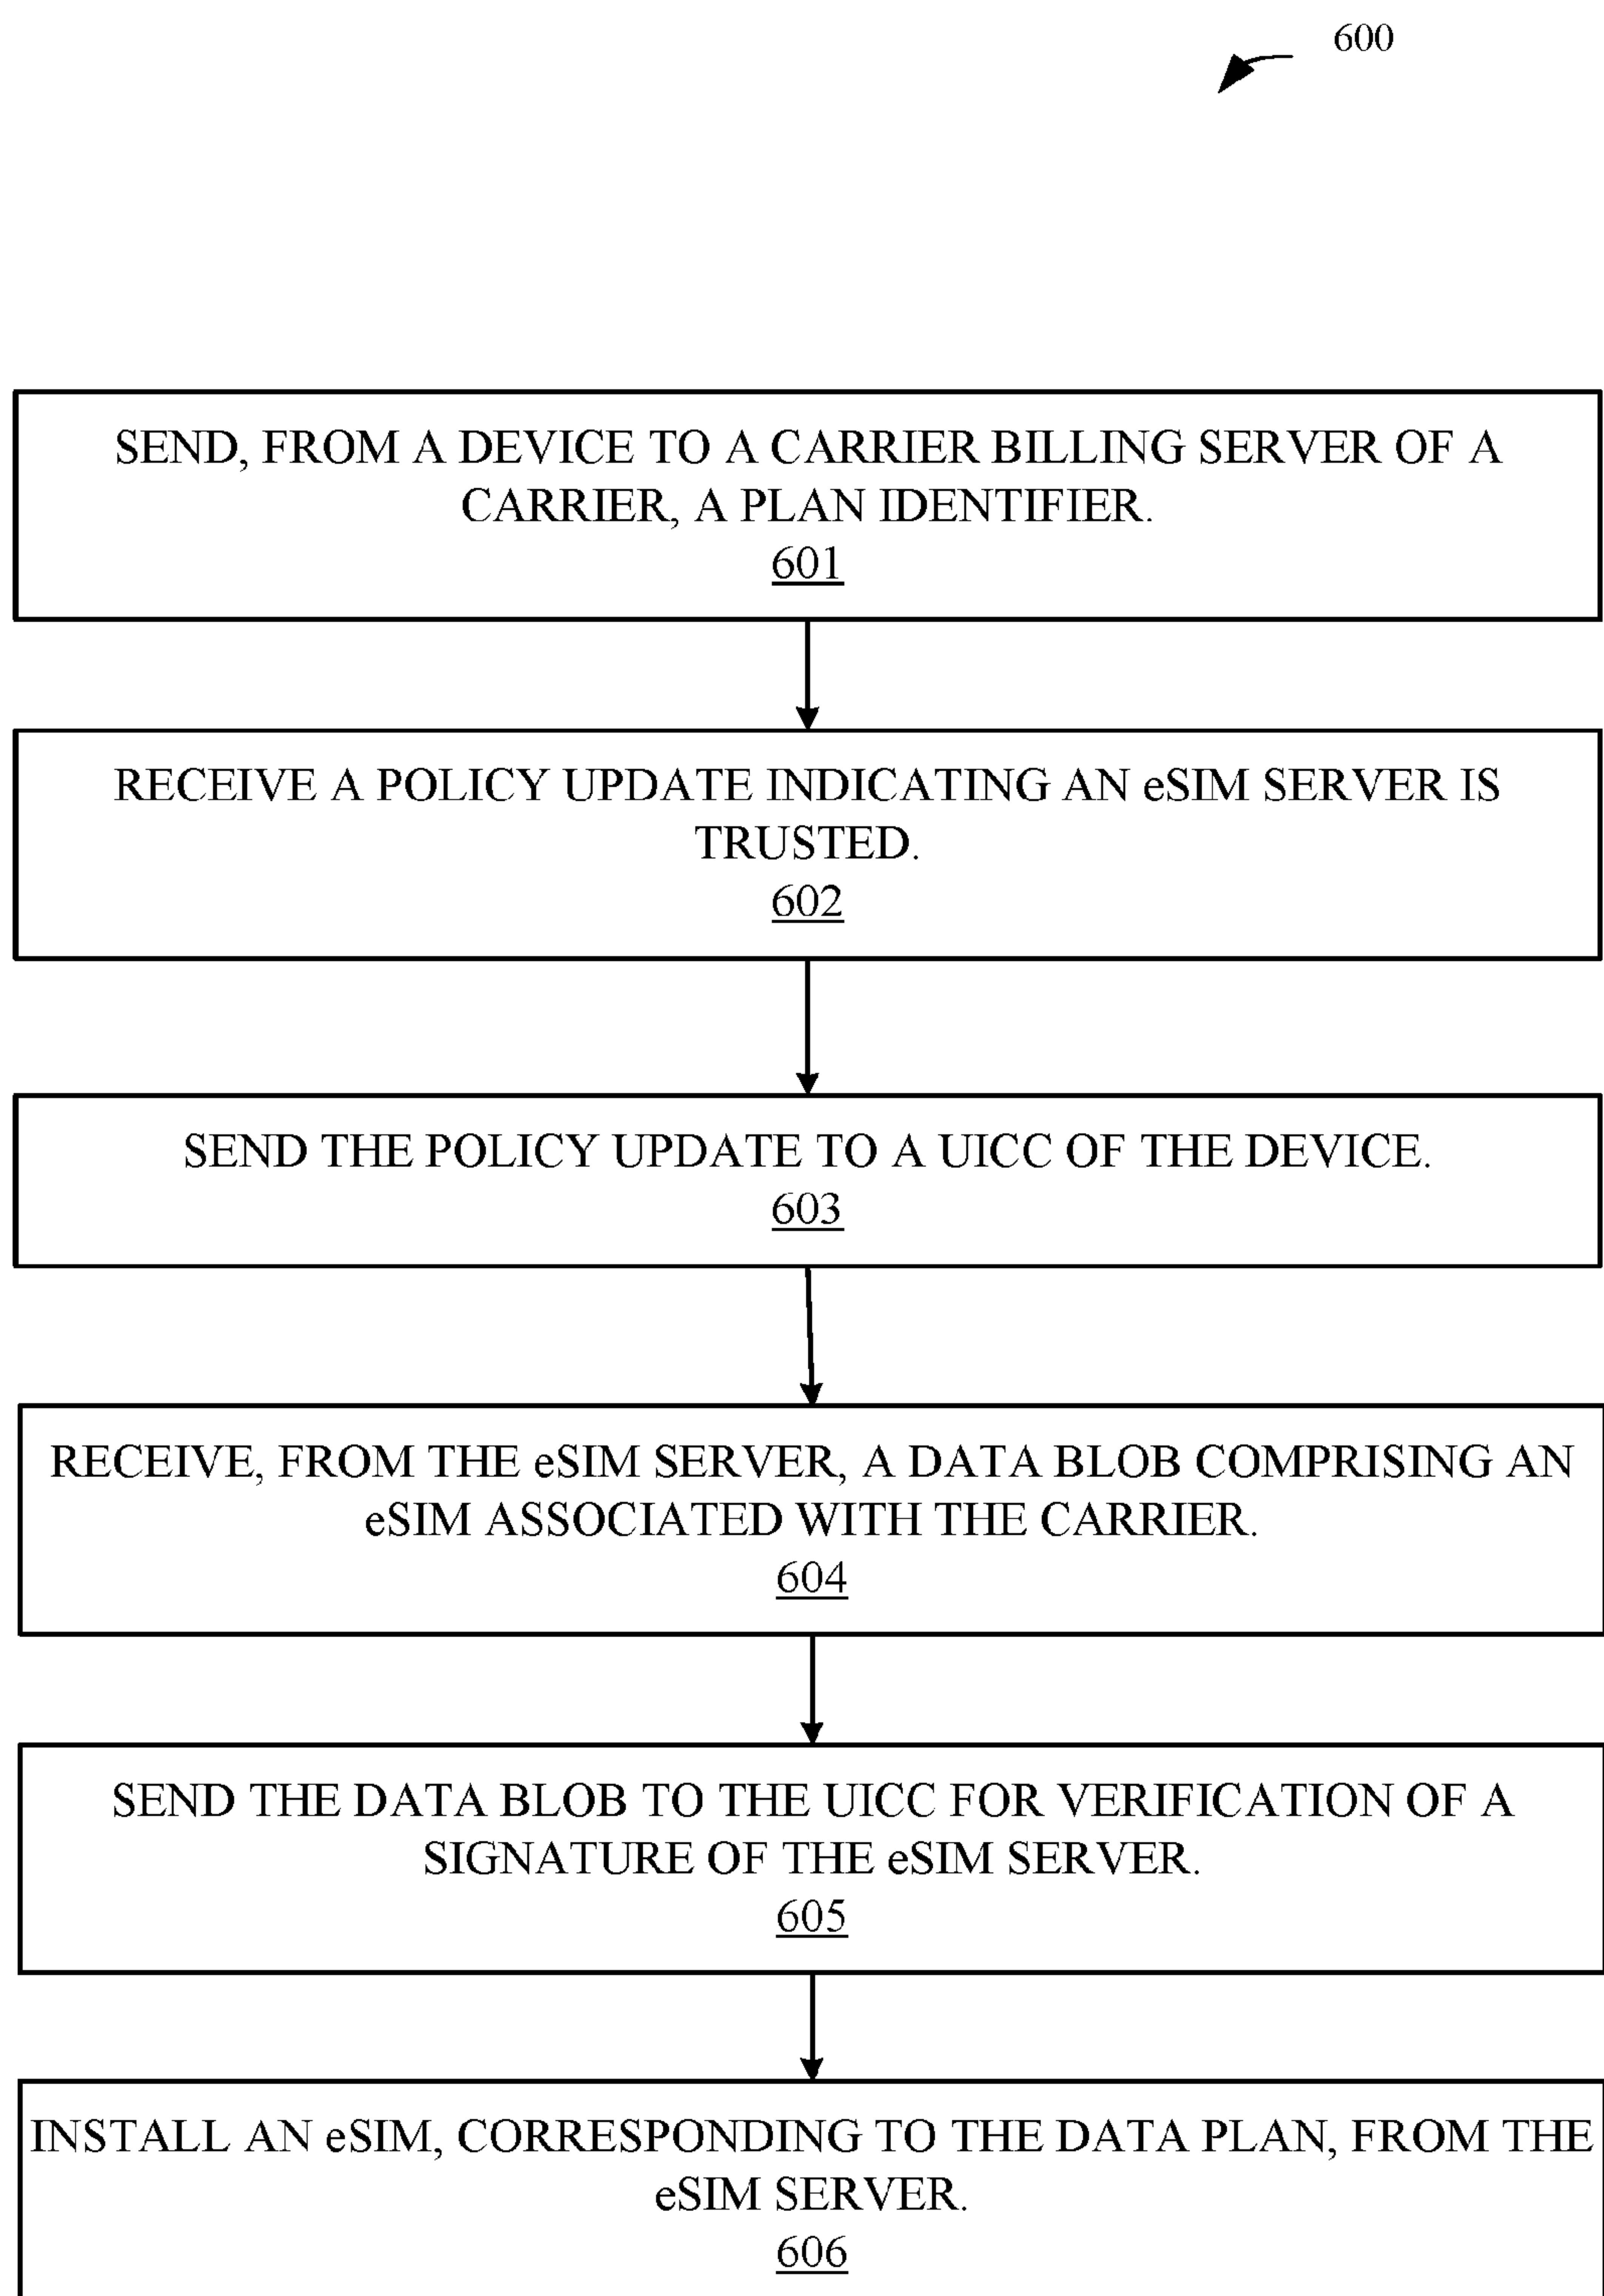 600
SEND, FROM A DEVICE TO A CARRIER BILLING SERVER OF A
CARRIER, A PLAN IDENTIFIER.
601
RECEIVE A POLICY UPDATE INDICATING AN eSIM SERVER IS
TRUSTED.
602
SEND THE POLICY UPDATE TO A UICC OF THE DEVICE.
603
RECEIVE, FROM THE eSIM SERVER, A DATA BLOB COMPRISING AN
eSIM ASSOCIATED WITH THE CARRIER.
604
SEND THE DATA BLOB TO THE UICC FOR VERIFICATION OF A
SIGNATURE OF THE eSIM SERVER.
605
INSTALL AN eSIM, CORRESPONDING TO THE DATA PLAN, FROM THE
eSIM SERVER.
606